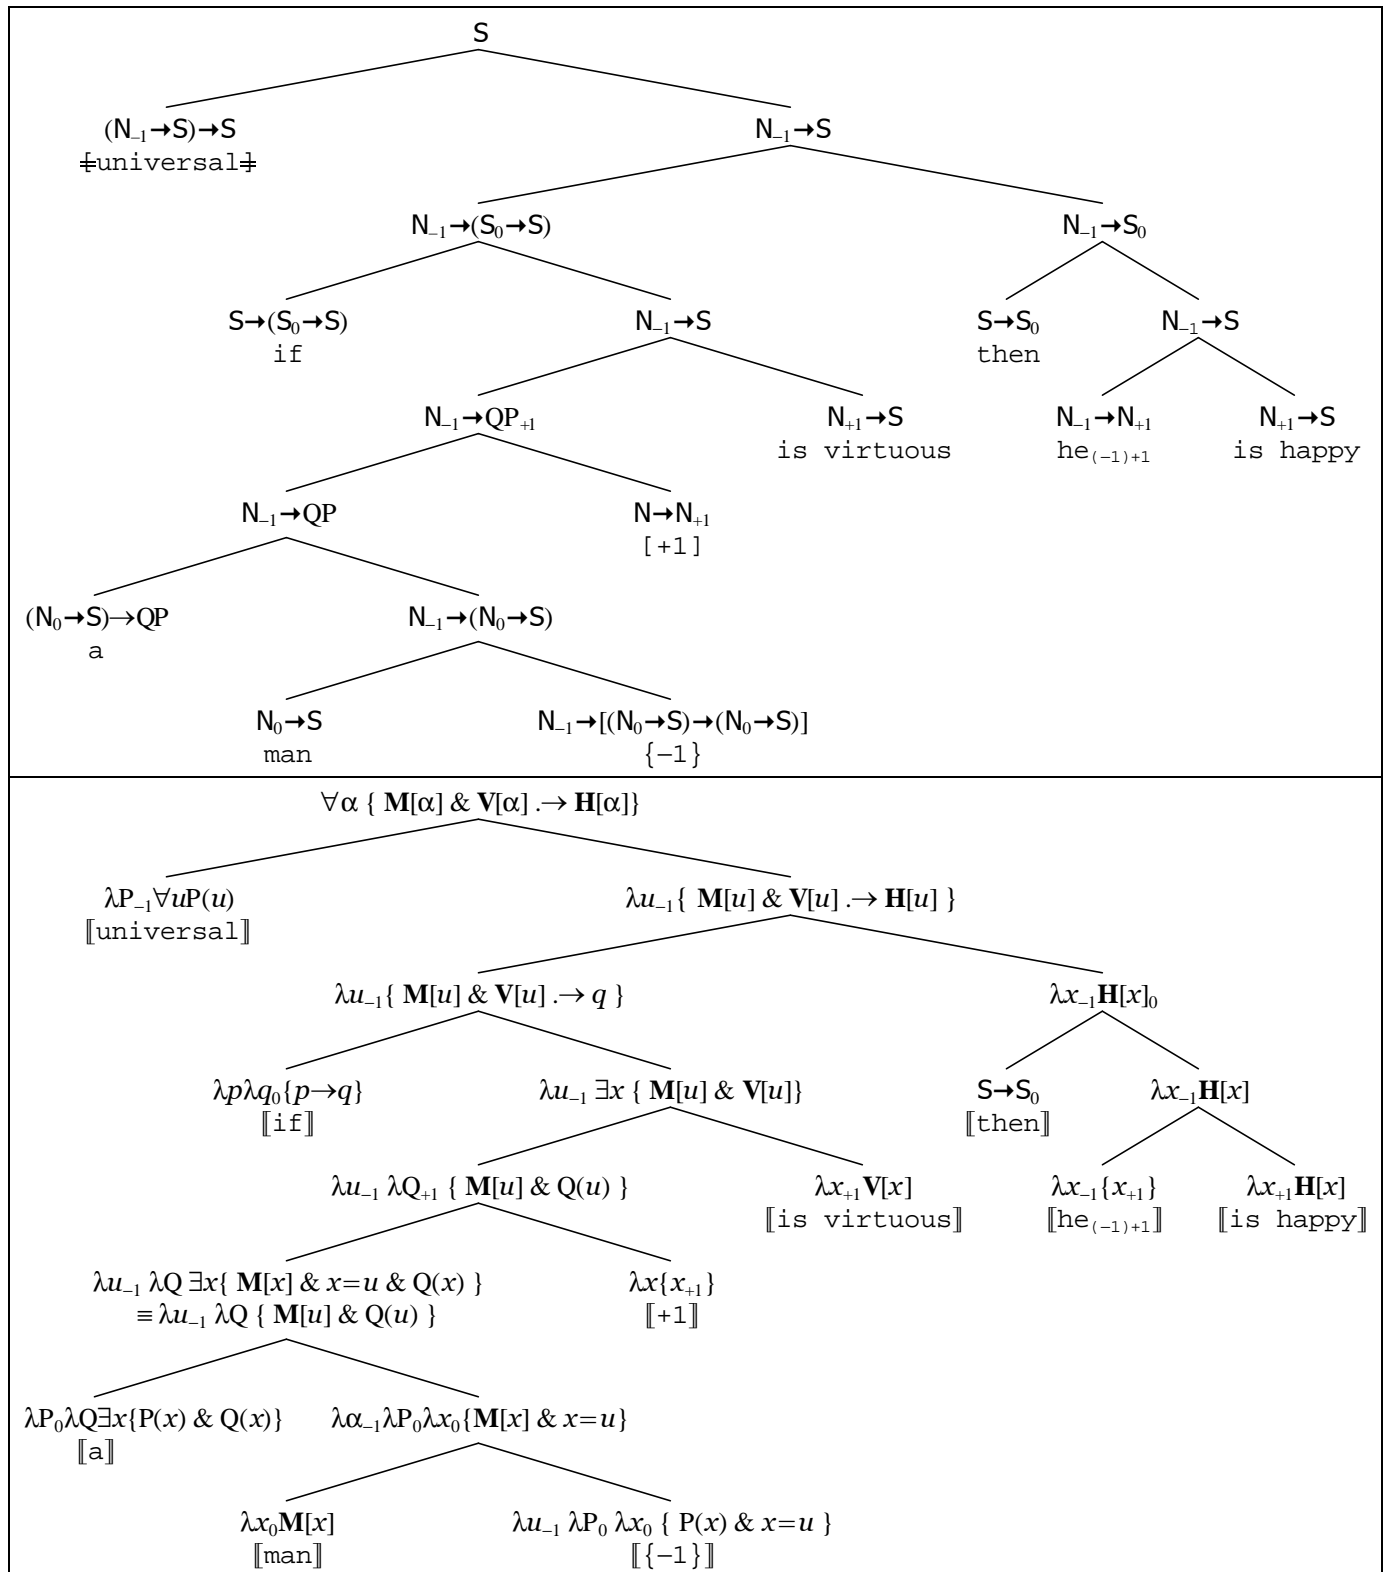 S
(N₋₁→S)→S N₋₁→S
[universal]
N₋₁→(S₀→S) N₋₁→S₀
S→(S₀→S) N₋₁→S S→S₀ N₋₁→S
if then
N₋₁→QP₊₁ N₊₁→S N₋₁→N₊₁ N₊₁→S
is virtuous he₍₋₁₎₊₁ is happy
N₋₁→QP N→N₊₁
[+1]
(N₀→S)→QP N₋₁→(N₀→S)
a
N₀→S N₋₁→[(N₀→S)→(N₀→S)]
man {−1}
∀α { M[α] & V[α] .→ H[α]}
λP₋₁∀uP(u) λu₋₁{ M[u] & V[u] .→ H[u] }
⟦universal⟧
λu₋₁{ M[u] & V[u] .→ q } λx₋₁H[x]₀
λpλq₀{p→q} λu₋₁ ∃x { M[u] & V[u]} S→S₀ λx₋₁H[x]
⟦if⟧ ⟦then⟧
λu₋₁ λQ₊₁ { M[u] & Q(u) } λx₊₁V[x] λx₋₁{x₊₁} λx₊₁H[x]
⟦is virtuous⟧ ⟦he₍₋₁₎₊₁⟧ ⟦is happy⟧
λu₋₁ λQ ∃x{ M[x] & x=u & Q(x) } λx{x₊₁}
≡ λu₋₁ λQ { M[u] & Q(u) } ⟦+1⟧
λP₀λQ∃x{P(x) & Q(x)} λα₋₁λP₀λx₀{M[x] & x=u}
⟦a⟧
λx₀M[x] λu₋₁ λP₀ λx₀ { P(x) & x=u }
⟦man⟧ ⟦{−1}⟧